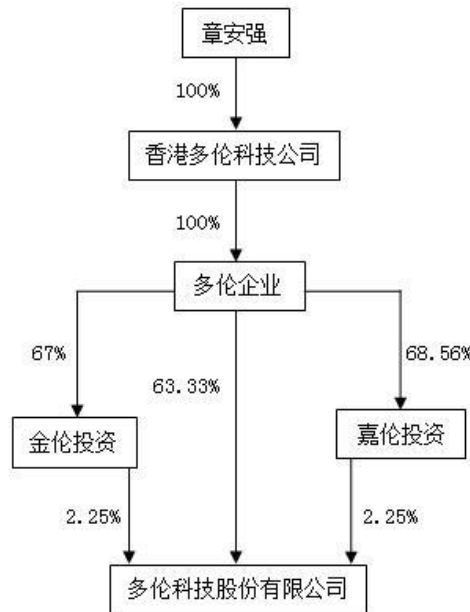 章安强
100%
香港多伦科技公司
100%
多伦企业
67%
63.33%
68.56%
金伦投资
嘉伦投资
2.25%
2.25%
多伦科技股份有限公司